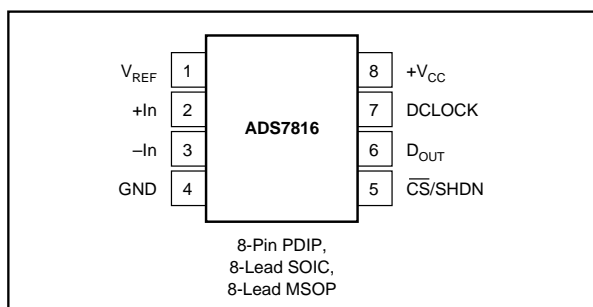 V_REF 1
+In 2
–In 3
GND 4
ADS7816
8 +V_CC
7 DCLOCK
6 D_OUT
5 C̅S̅/SHDN
8-Pin PDIP,
8-Lead SOIC,
8-Lead MSOP